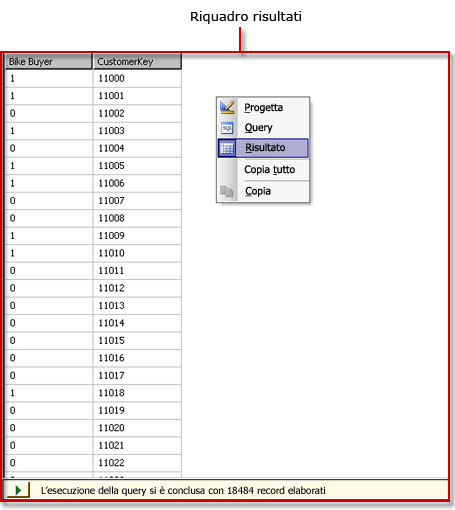 Riquadro risultati
Bike Buyer CustomerKey
1 11000
1 11001
0 11002
1 11003
0 11004
1 11005
1 11006
0 11007
0 11008
1 11009
1 11010
0 11011
0 11012
0 11013
0 11014
0 11015
0 11016
0 11017
1 11018
0 11019
0 11020
0 11021
0 11022
Progetta
Query
Risultato
Copia tutto
Copia
L'esecuzione della query si è conclusa con 18484 record elaborati